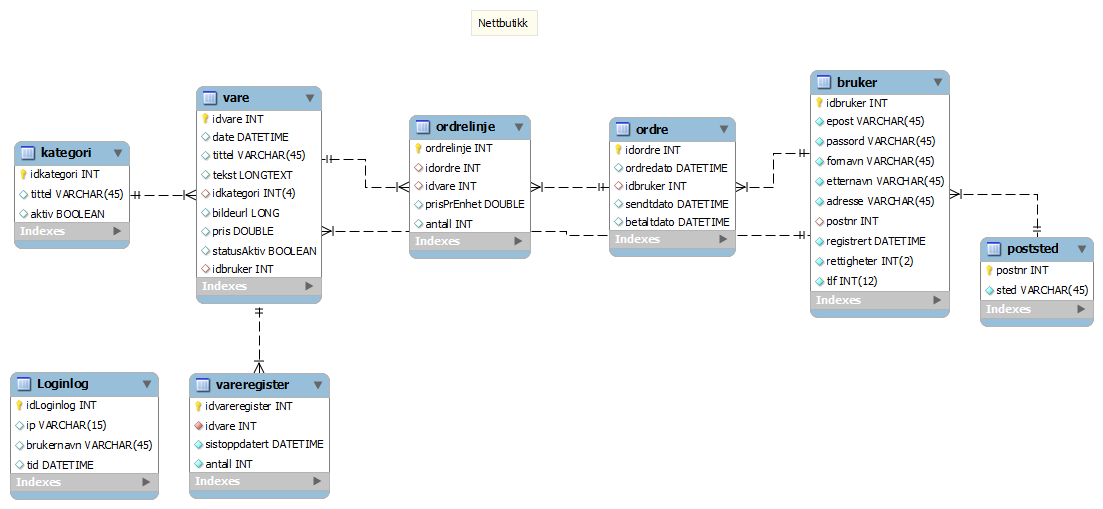 Nettbutikk
kategori
idkategori INT
tittel VARCHAR(45)
aktiv BOOLEAN
Indexes
vare
idvare INT
date DATETIME
tittel VARCHAR(45)
tekst LONGTEXT
idkategori INT(4)
bildeurl LONG
pris DOUBLE
statusAktiv BOOLEAN
idbruker INT
Indexes
ordrelinje
ordrelinje INT
idordre INT
idvare INT
prisPrEnhet DOUBLE
antall INT
Indexes
ordre
idordre INT
ordredato DATETIME
idbruker INT
sendtdato DATETIME
betaltdato DATETIME
Indexes
bruker
idbruker INT
epost VARCHAR(45)
passord VARCHAR(45)
fornavn VARCHAR(45)
etternavn VARCHAR(45)
adresse VARCHAR(45)
postnr INT
registrert DATETIME
rettigheter INT(2)
tlf INT(12)
Indexes
poststed
postnr INT
sted VARCHAR(45)
Indexes
Loginlog
idLoginlog INT
ip VARCHAR(15)
brukernavn VARCHAR(45)
tid DATETIME
Indexes
vareregister
idvareregister INT
idvare INT
sistoppdatert DATETIME
antall INT
Indexes